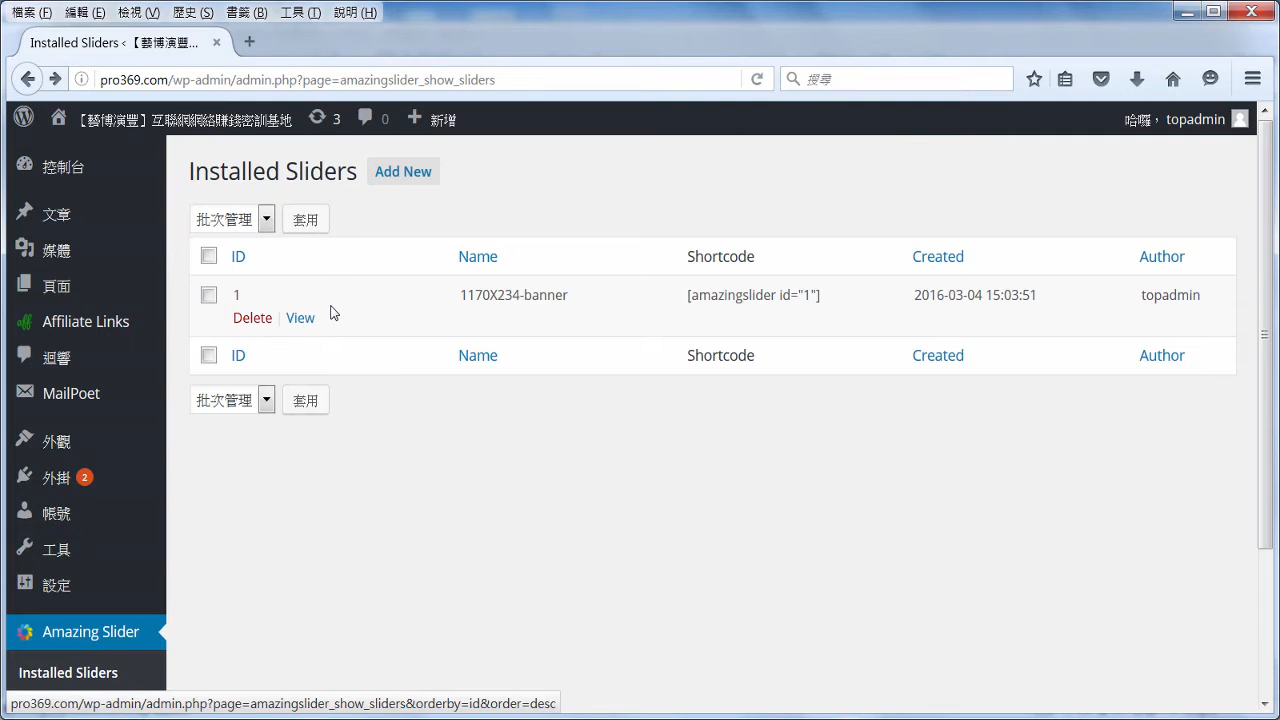 檔案 (F) 編輯 (E) 檢視 (V) 歷史 (S) 書籤 (B) 工具 (T) 說明 (H)
Installed Sliders ‹ 【藝博演豐...
pro369.com/wp-admin/admin.php?page=amazingslider_show_sliders
搜尋
【藝博演豐】互聯網網絡賺錢密訓基地 3 0 新增
哈囉， topadmin
控制台
文章
媒體
頁面
Affiliate Links
迴響
MailPoet
外觀
外掛 2
帳號
工具
設定
Amazing Slider
Installed Sliders
Installed Sliders Add New
批次管理 套用
ID Name Shortcode Created Author
1 1170X234-banner [amazingslider id="1"] 2016-03-04 15:03:51 topadmin
Delete | View
ID Name Shortcode Created Author
批次管理 套用
pro369.com/wp-admin/admin.php?page=amazingslider_show_sliders&orderby=id&order=desc